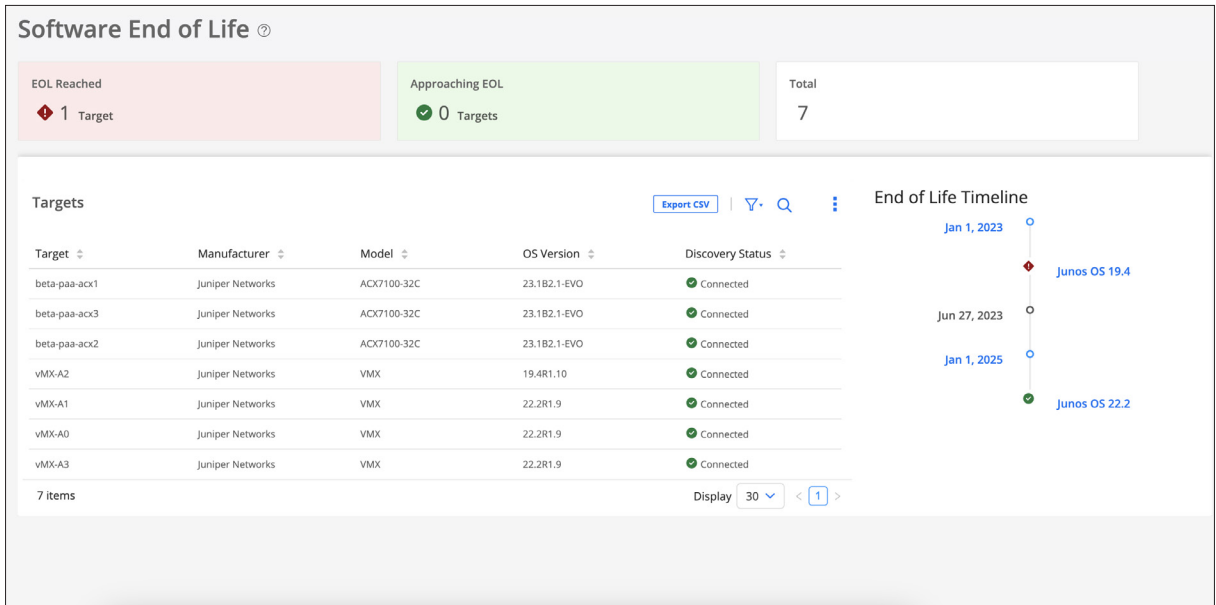 Software End of Life
EOL Reached
1 Target
Approaching EOL
0 Targets
Total
7
Targets
Export CSV
Target Manufacturer Model OS Version Discovery Status
beta-paa-acx1 Juniper Networks ACX7100-32C 23.1B2.1-EVO Connected
beta-paa-acx3 Juniper Networks ACX7100-32C 23.1B2.1-EVO Connected
beta-paa-acx2 Juniper Networks ACX7100-32C 23.1B2.1-EVO Connected
vMX-A2 Juniper Networks VMX 19.4R1.10 Connected
vMX-A1 Juniper Networks VMX 22.2R1.9 Connected
vMX-A0 Juniper Networks VMX 22.2R1.9 Connected
vMX-A3 Juniper Networks VMX 22.2R1.9 Connected
7 items
Display 30 < 1 >
End of Life Timeline
Jan 1, 2023
Junos OS 19.4
Jun 27, 2023
Jan 1, 2025
Junos OS 22.2